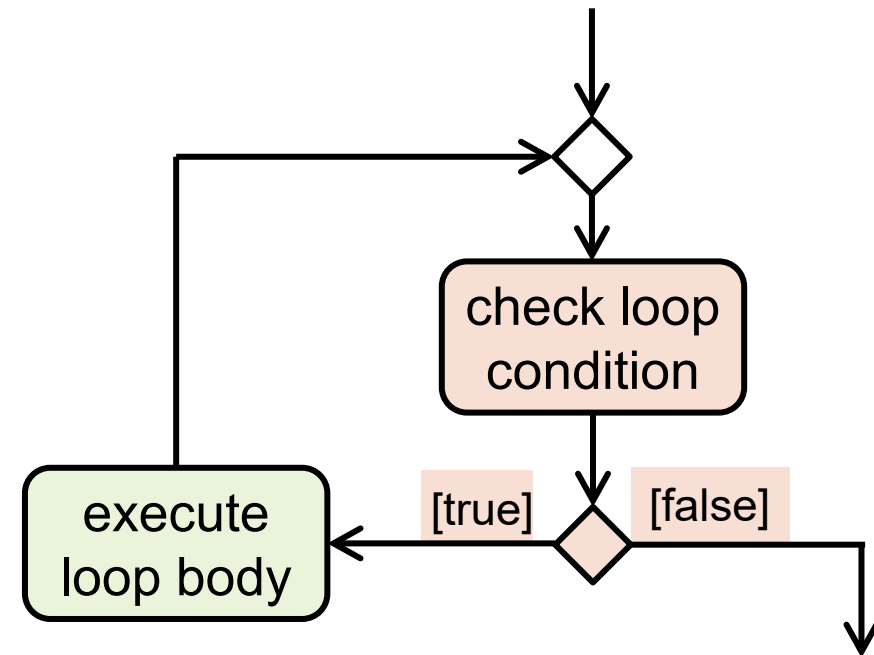 check loop
condition
[true]
[false]
execute
loop body